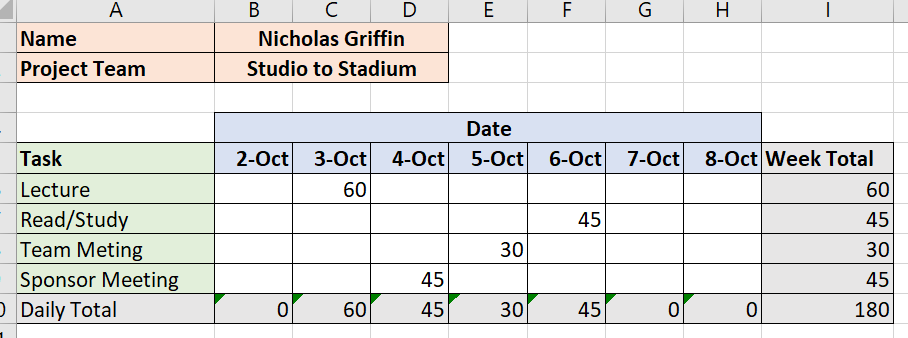 A B C D E F G H I
Name Nicholas Griffin
Project Team Studio to Stadium
Date
Task 2-Oct 3-Oct 4-Oct 5-Oct 6-Oct 7-Oct 8-Oct Week Total
Lecture 60 60
Read/Study 45 45
Team Meting 30 30
Sponsor Meeting 45 45
Daily Total 0 60 45 30 45 0 0 180